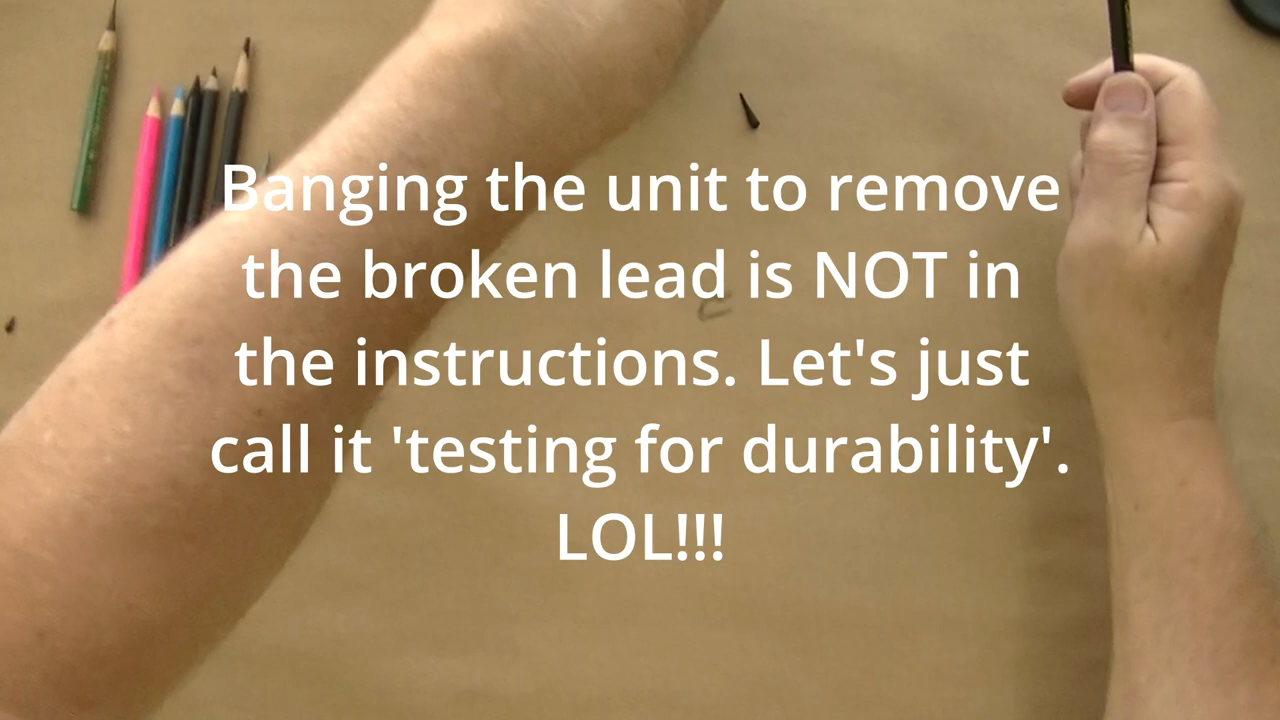 Banging the unit to remove
the broken lead is NOT in
the instructions. Let's just
call it 'testing for durability'.
LOL!!!